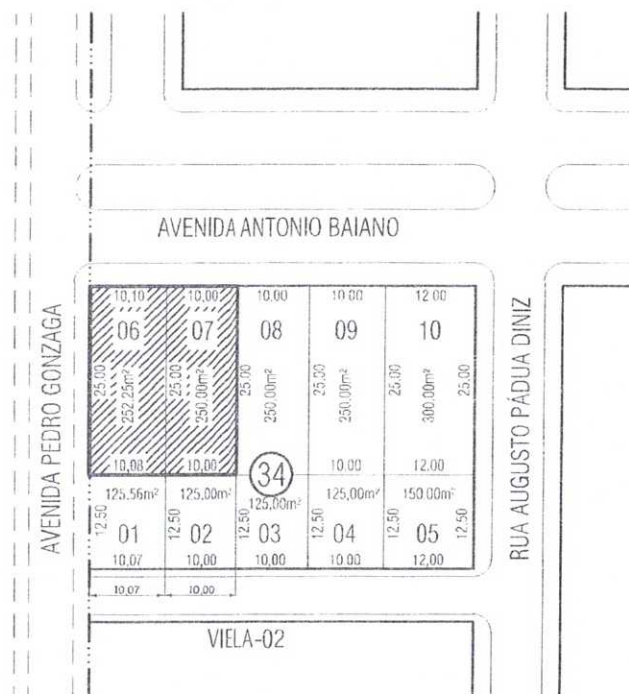 AVENIDA ANTONIO BAIANO
AVENIDA PEDRO GONZAGA
RUA AUGUSTO PÁDUA DINIZ
10,10 10,00 10,00 10.00 12.00
06 07 08 09 10
25.00 252.25m² 25.00 250.00m² 25.00 250.00m² 25.00 250.00m² 25.00 300.00m² 25.00
10,08 10,00 10.00 12.00
34
125.56m² 125.00m² 125,00m² 125,00m² 150.00m²
12.50 12.50 12.50 12.50 12.50 12.50
01 02 03 04 05
10.07 10,00 10,00 10.00 12,00
10,07 10,00
VIELA-02